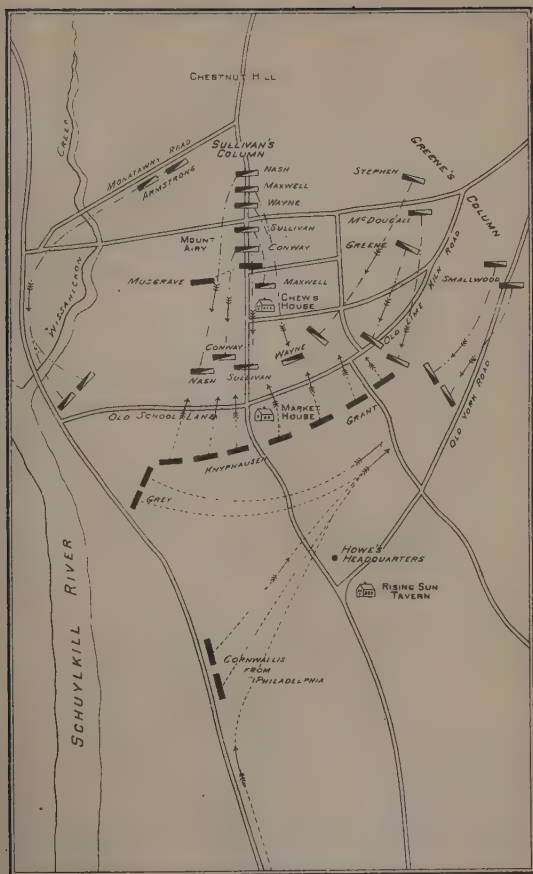 CHESTNUT HILL
CREEK
MONATAWNY ROAD
ARMSTRONG
SULLIVAN'S
COLUMN
GREENE'S
COLUMN
NASH
MAXWELL
WAYNE
SULLIVAN
CONWAY
STEPHEN
McDOUGALL
GREENE
SMALLWOOD
MOUNT
AIRY
MUSGRAVE
MAXWELL
CHEWS
HOUSE
WISSAHICKON
OLD LIME KILN ROAD
CONWAY
WAYNE
NASH
SULLIVAN
OLD YORK ROAD
OLD SCHOOL LAND
MARKET
HOUSE
GRANT
KNYPHAUSEN
GREY
HOWE'S
HEADQUARTERS
RISING SUN
TAVERN
SCHUYLKILL RIVER
CORNWALLIS
FROM
PHILADELPHIA